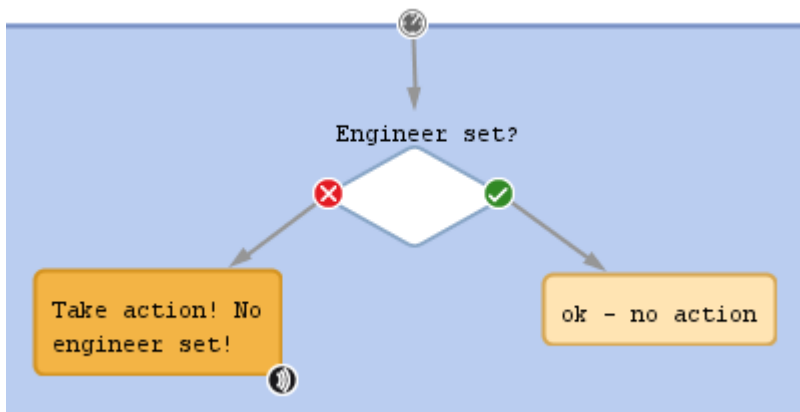 Engineer set?
Take action! No
engineer set!
ok - no action